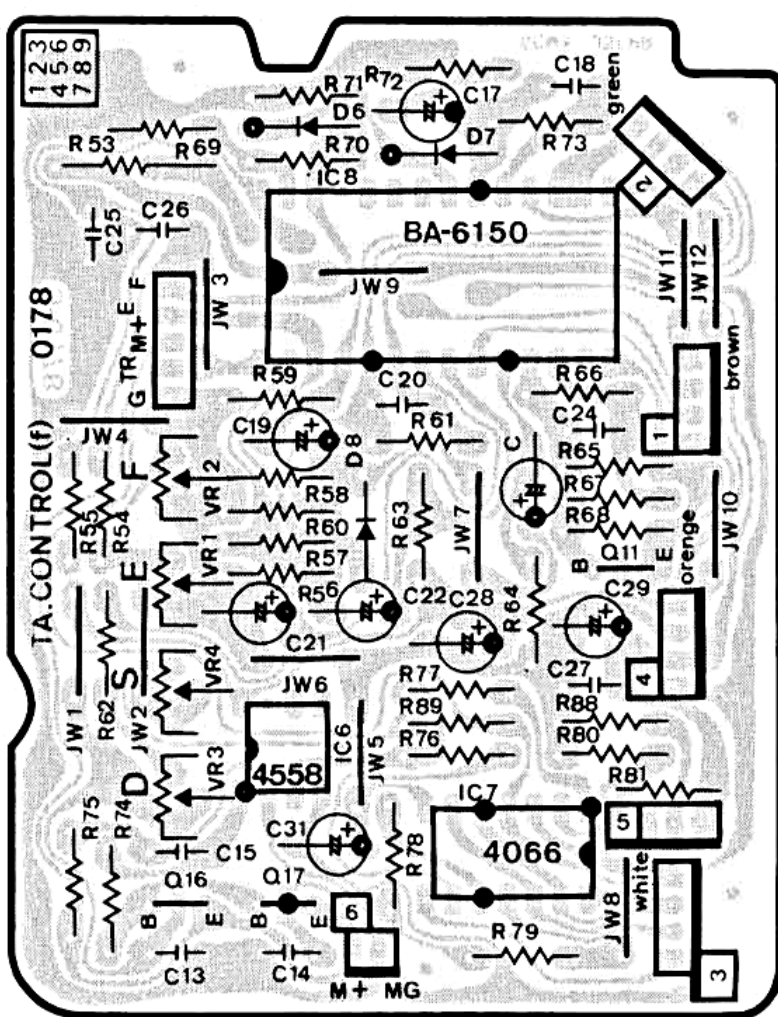 1 2 3
4 5 6
7 8 9
R71
R72
C17
C18
green
D6
D7
R53
R69
R70
R73
IC8
2
C25
C26
BA-6150
JW9
JW3
JW11
JW12
G TR M+ E F
0178
TA.CONTROL(f)
R59
C20
R66
brown
1
JW4
C19
D8
R61
C
C24
R65
F
VR2
R58
R67
R55
R54
R60
R63
JW7
R68
JW10
E
VR1
R57
B
Q11
E
orenge
R56
C22
C28
R64
C29
C21
S
VR4
JW1
R62
JW2
JW6
R77
C27
4
R89
R88
D
VR3
4558
IC6
JW5
R76
R80
R81
R75
R74
C31
IC7
5
C15
R78
4066
Q16
Q17
B
E
B
E
6
JW8
white
R79
3
C13
C14
M+ MG